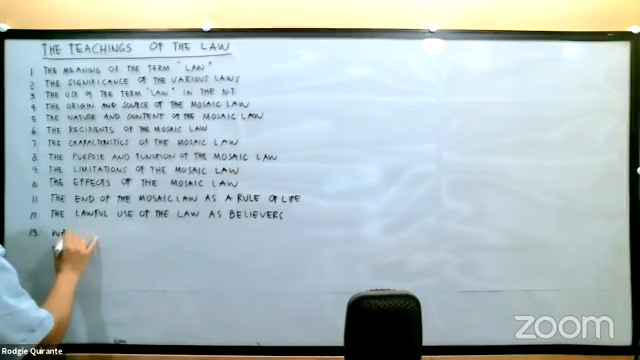 THE TEACHINGS OF THE LAW
1. THE MEANING OF THE TERM "LAW"
2. THE SIGNIFICANCE OF THE VARIOUS LAWS
3. THE USE OF THE TERM "LAW" IN THE N.T.
4. THE ORIGIN AND SOURCE OF THE MOSAIC LAW
5. THE NATURE AND CONTENT OF THE MOSAIC LAW
6. THE RECIPIENTS OF THE MOSAIC LAW
7. THE CHARACTERISTICS OF THE MOSAIC LAW
8. THE PURPOSE AND FUNCTION OF THE MOSAIC LAW
9. THE LIMITATIONS OF THE MOSAIC LAW
10. THE EFFECTS OF THE MOSAIC LAW
11. THE END OF THE MOSAIC LAW AS A RULE OF LIFE
12. THE LAWFUL USE OF THE LAW AS BELIEVERS
13.
zoom
Rodgie Quirante